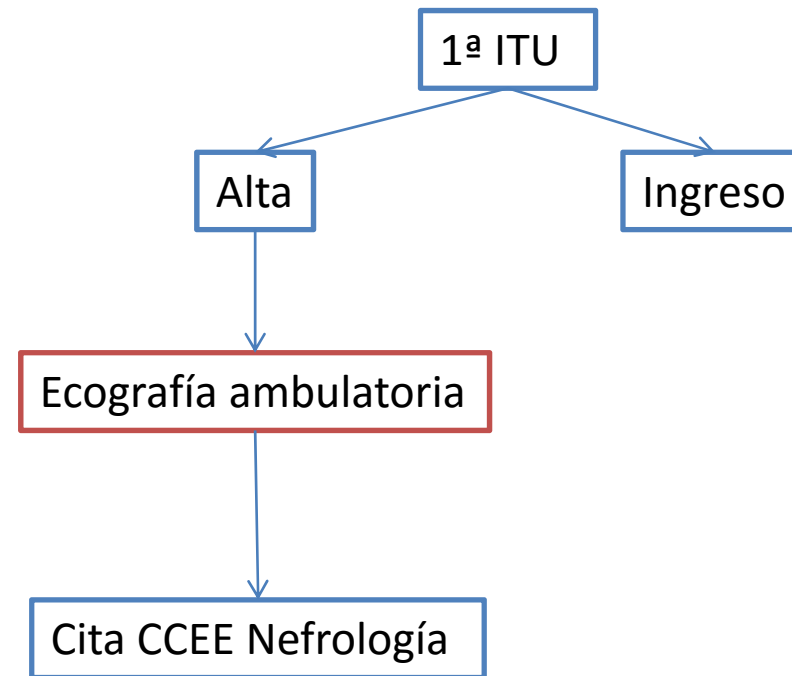 1ª ITU
Alta
Ingreso
Ecografía ambulatoria
Cita CCEE Nefrología